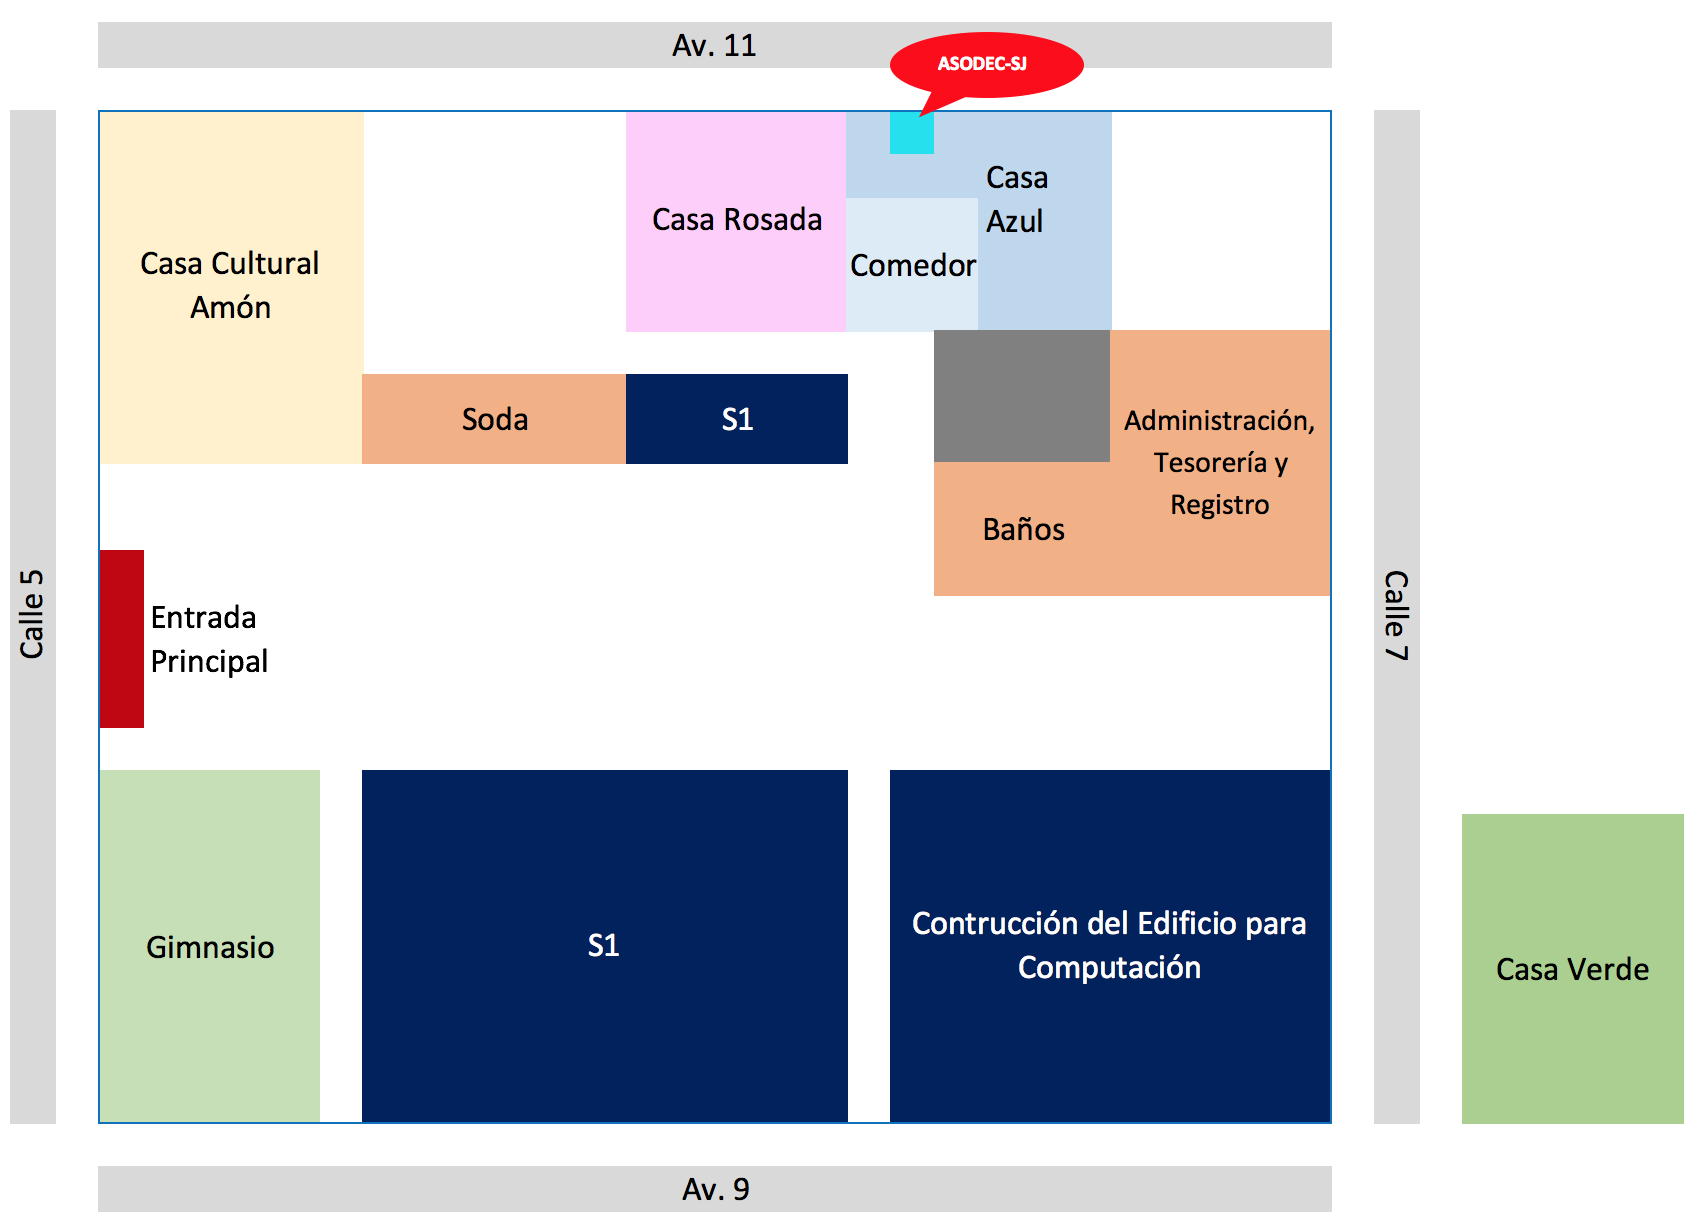 Av. 11
ASODEC-SJ
Casa
Azul
Casa Rosada
Comedor
Casa Cultural
Amón
Soda
S1
Administración,
Tesorería y
Registro
Baños
Calle 5
Entrada
Principal
Calle 7
Gimnasio
S1
Contrucción del Edificio para
Computación
Casa Verde
Av. 9